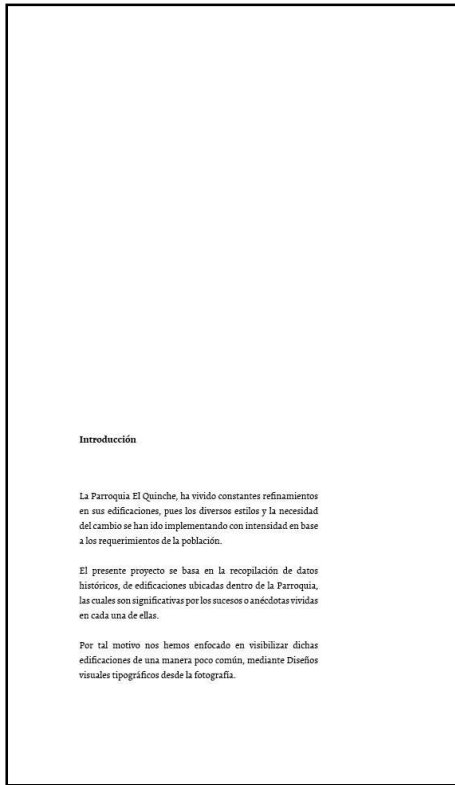 Introducción
La Parroquia El Quinche, ha vivido constantes refinamientos
en sus edificaciones, pues los diversos estilos y la necesidad
del cambio se han ido implementando con intensidad en base
a los requerimientos de la población.
El presente proyecto se basa en la recopilación de datos
históricos, de edificaciones ubicadas dentro de la Parroquia,
las cuales son significativas por los sucesos o anécdotas vividas
en cada una de ellas.
Por tal motivo nos hemos enfocado en visibilizar dichas
edificaciones de una manera poco común, mediante Diseños
visuales tipográficos desde la fotografía.